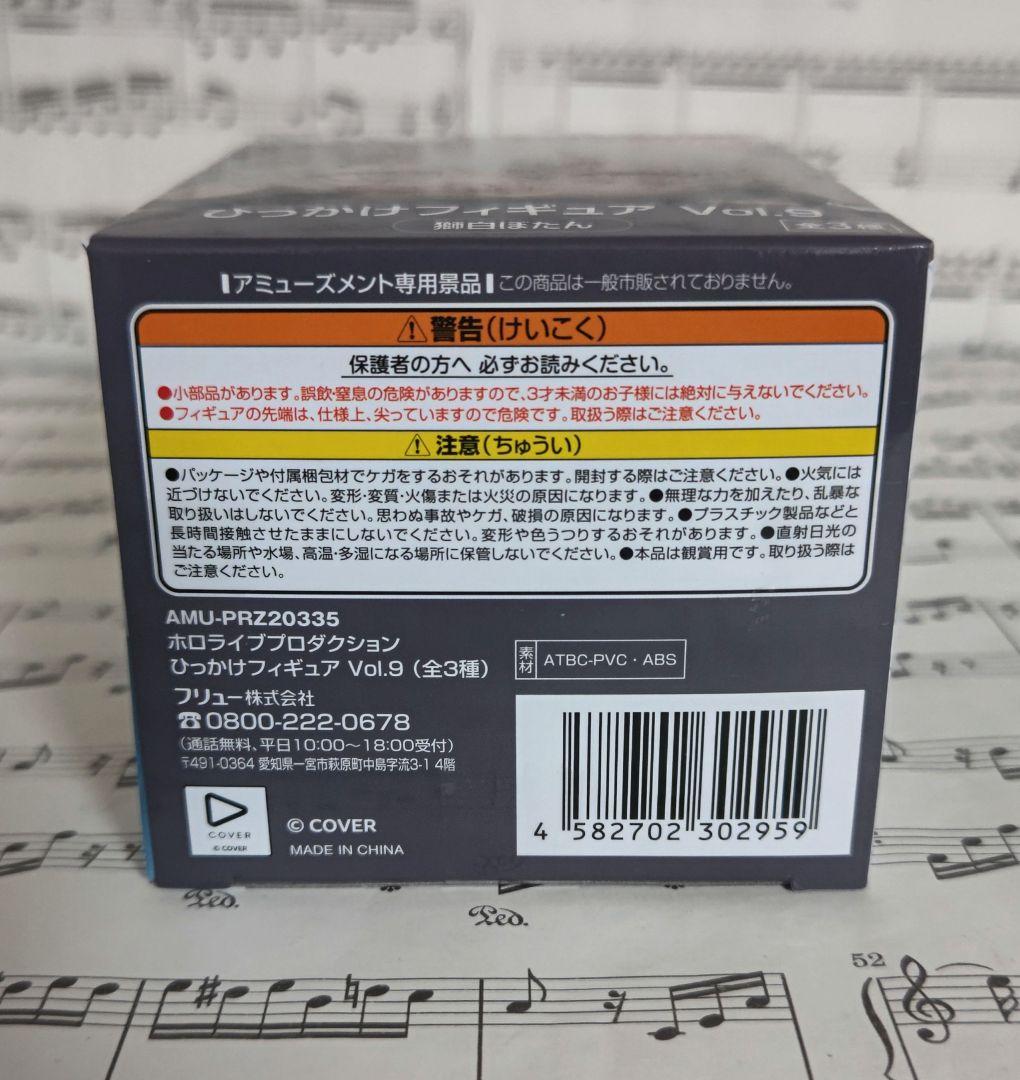 ひっかけフィギュア Vol.9
獅白ぼたん
全3種
アミューズメント専用景品 この商品は一般市販されておりません。
⚠警告(けいこく)
保護者の方へ 必ずお読みください。
●小部品があります。誤飲・窒息の危険がありますので、3才未満のお子様には絶対に与えないでください。
●フィギュアの先端は、仕様上、尖っていますので危険です。取扱う際はご注意ください。
⚠注意(ちゅうい)
●パッケージや付属梱包材でケガをするおそれがあります。開封する際はご注意ください。●火気には
近づけないでください。変形・変質・火傷または火災の原因になります。●無理な力を加えたり、乱暴な
取り扱いはしないでください。思わぬ事故やケガ、破損の原因になります。●プラスチック製品などと
長時間接触させたままにしないでください。変形や色うつりするおそれがあります。●直射日光の
当たる場所や水場、高温・多湿になる場所に保管しないでください。●本品は観賞用です。取り扱う際は
ご注意ください。
AMU-PRZ20335
ホロライブプロダクション
ひっかけフィギュア Vol.9 (全3種)
素材 ATBC-PVC・ABS
フリュー株式会社
☎0800-222-0678
(通話無料、平日10:00〜18:00受付)
〒491-0364 愛知県一宮市萩原町中島字流3-1 4階
COVER
© COVER
© COVER
MADE IN CHINA
4 582702 302959
Ped.
Ped.
52